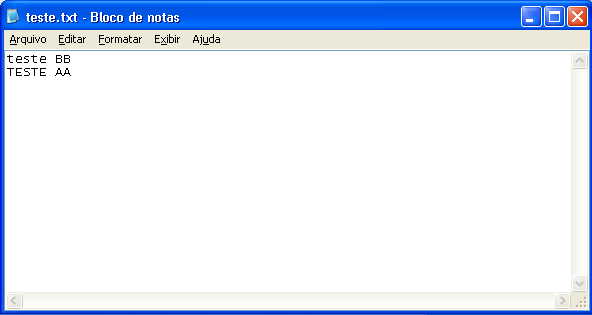 teste.txt - Bloco de notas
Arquivo Editar Formatar Exibir Ajuda
teste BB
TESTE AA